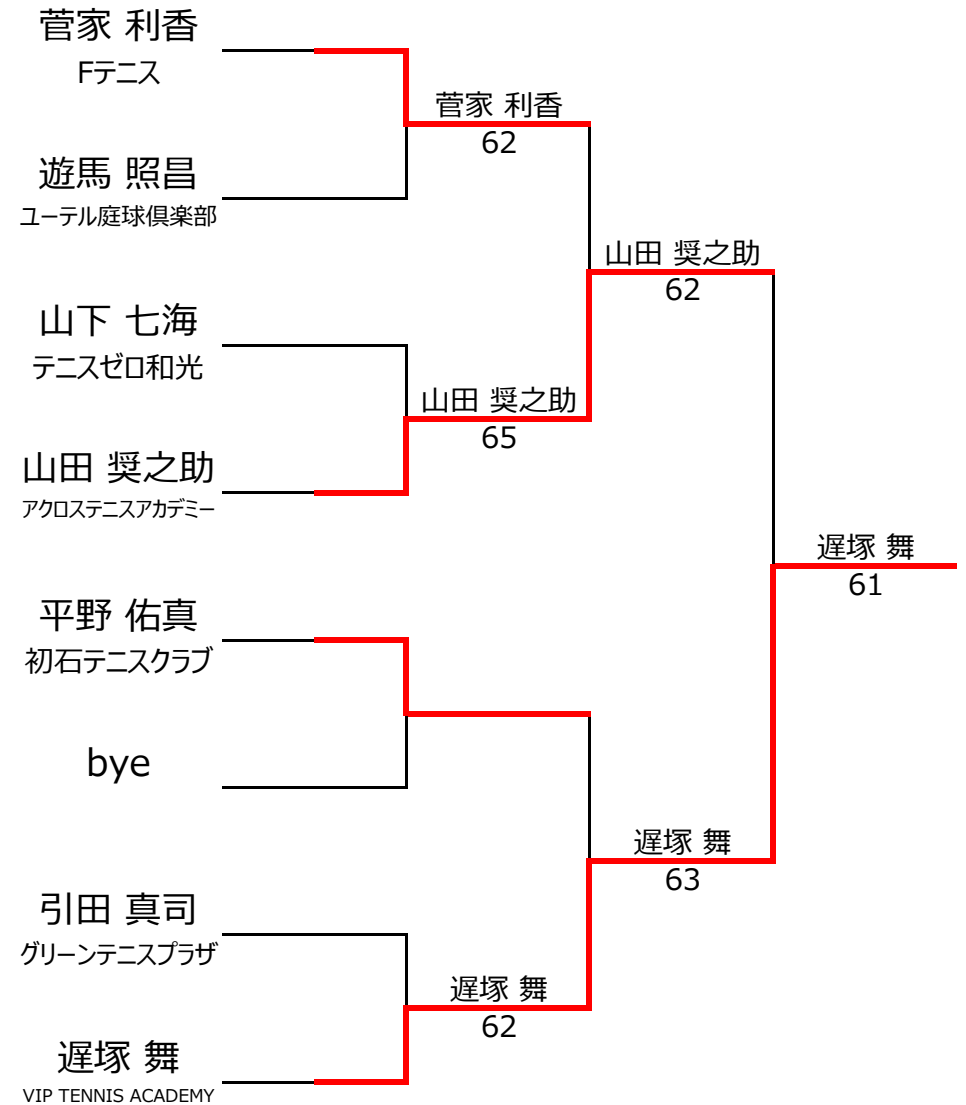 菅家 利香
Fテニス
遊馬 照昌
ユーテル庭球倶楽部
山下 七海
テニスゼロ和光
山田 奨之助
アクロステニスアカデミー
平野 佑真
初石テニスクラブ
bye
引田 真司
グリーンテニスプラザ
遅塚 舞
VIP TENNIS ACADEMY
菅家 利香
62
山田 奨之助
65
遅塚 舞
62
山田 奨之助
62
遅塚 舞
63
遅塚 舞
61